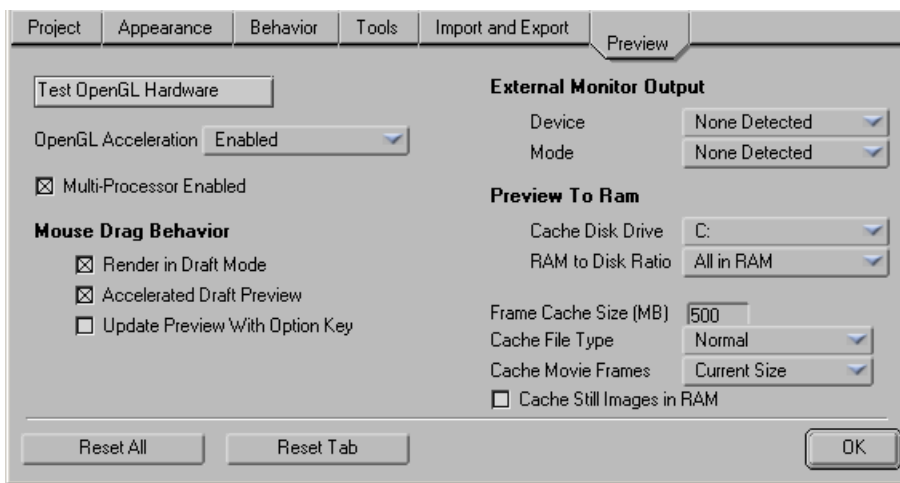 Project Appearance Behavior Tools Import and Export Preview
Test OpenGL Hardware
OpenGL Acceleration Enabled
Multi-Processor Enabled
Mouse Drag Behavior
Render in Draft Mode
Accelerated Draft Preview
Update Preview With Option Key
External Monitor Output
Device None Detected
Mode None Detected
Preview To Ram
Cache Disk Drive C:
RAM to Disk Ratio All in RAM
Frame Cache Size (MB) 500
Cache File Type Normal
Cache Movie Frames Current Size
Cache Still Images in RAM
Reset All Reset Tab OK